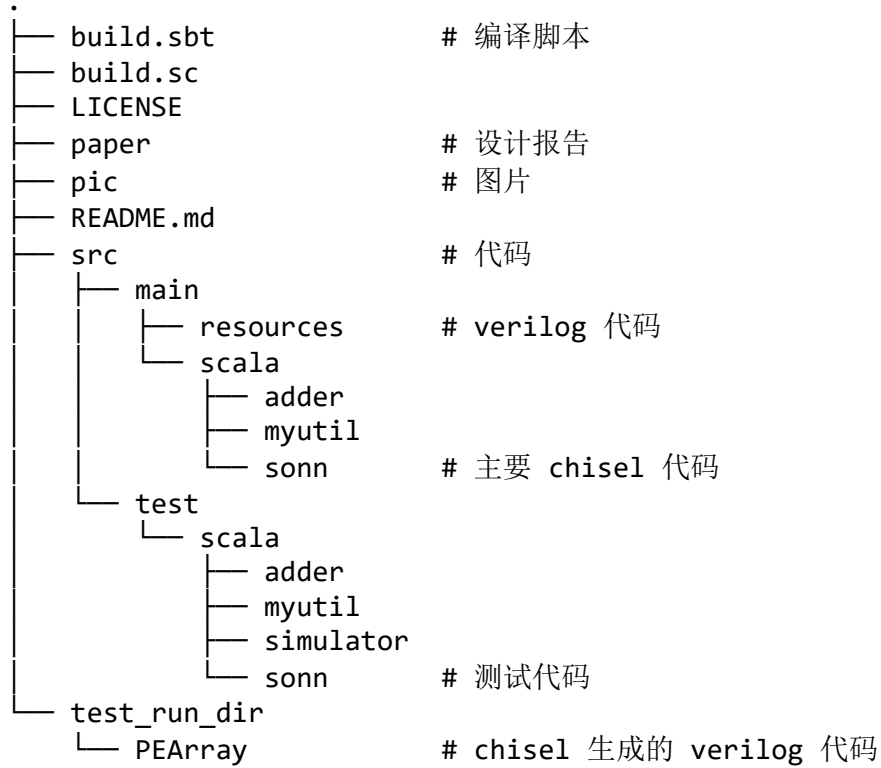 .
├── build.sbt              # 编译脚本
├── build.sc
├── LICENSE
├── paper                  # 设计报告
├── pic                    # 图片
├── README.md
├── src                    # 代码
│   ├── main
│   │   ├── resources      # verilog 代码
│   │   └── scala
│   │       ├── adder
│   │       ├── myutil
│   │       └── sonn       # 主要 chisel 代码
│   └── test
│       └── scala
│           ├── adder
│           ├── myutil
│           ├── simulator
│           └── sonn       # 测试代码
└── test_run_dir
    └── PEArray            # chisel 生成的 verilog 代码